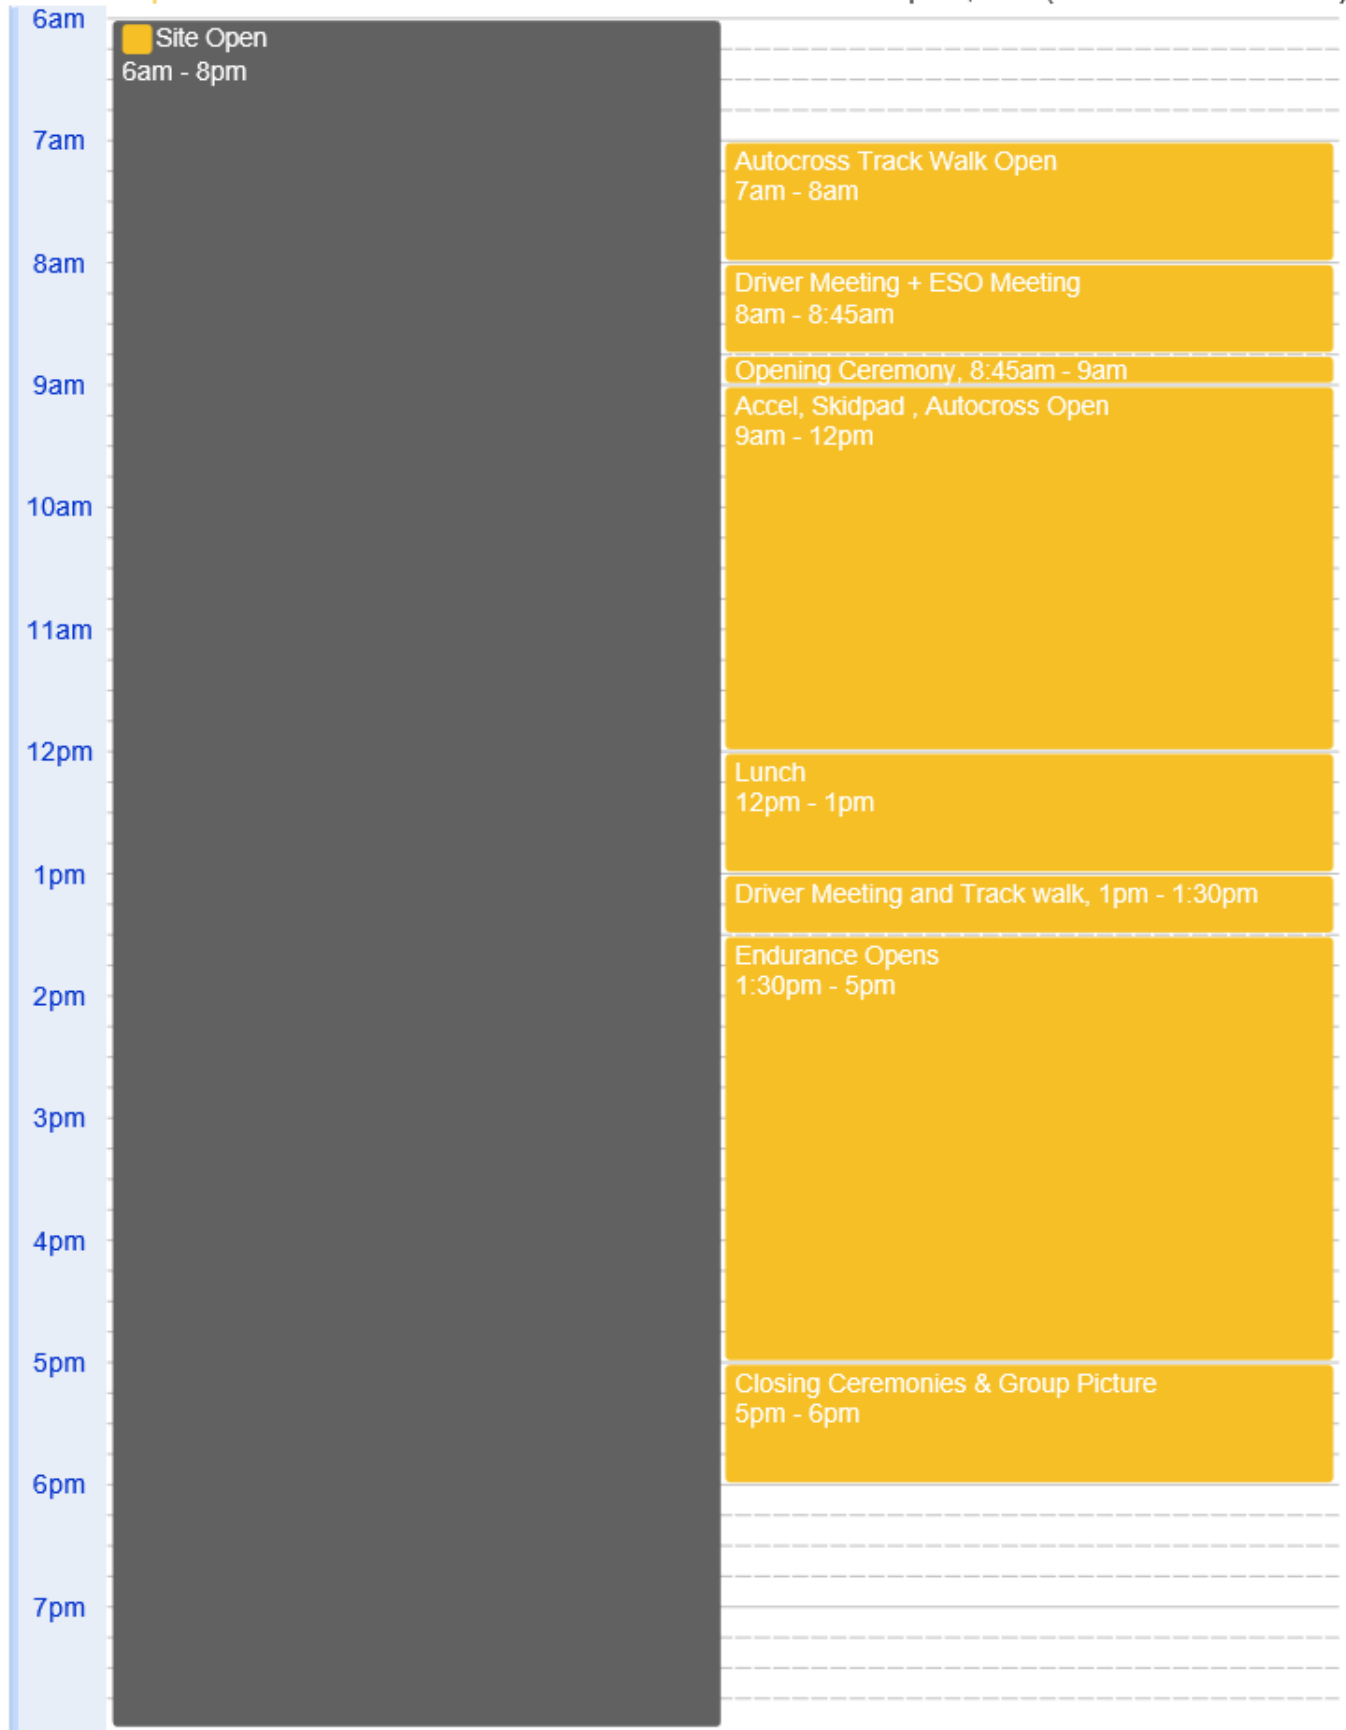 6am
Site Open
6am - 8pm
7am
Autocross Track Walk Open
7am - 8am
8am
Driver Meeting + ESO Meeting
8am - 8:45am
Opening Ceremony, 8:45am - 9am
9am
Accel, Skidpad , Autocross Open
9am - 12pm
10am
11am
12pm
Lunch
12pm - 1pm
1pm
Driver Meeting and Track walk, 1pm - 1:30pm
Endurance Opens
1:30pm - 5pm
2pm
3pm
4pm
5pm
Closing Ceremonies & Group Picture
5pm - 6pm
6pm
7pm